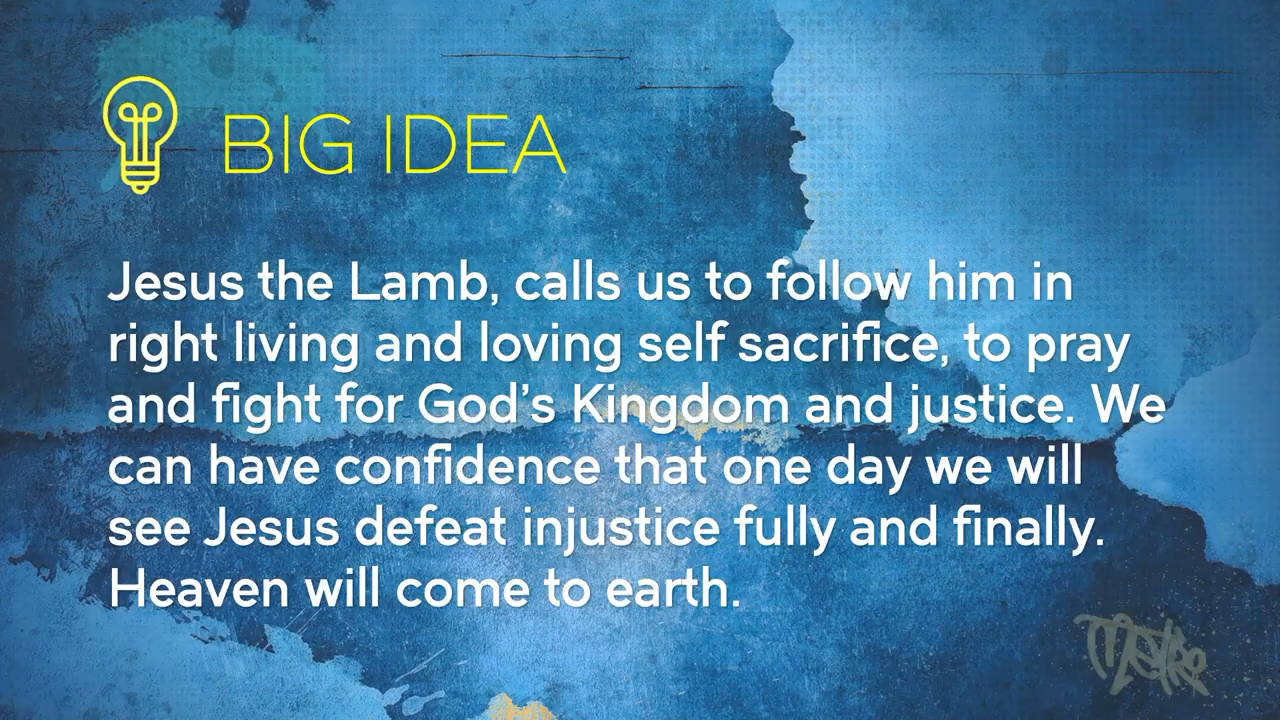 BIG IDEA
Jesus the Lamb, calls us to follow him in
right living and loving self sacrifice, to pray
and fight for God’s Kingdom and justice. We
can have confidence that one day we will
see Jesus defeat injustice fully and finally.
Heaven will come to earth.